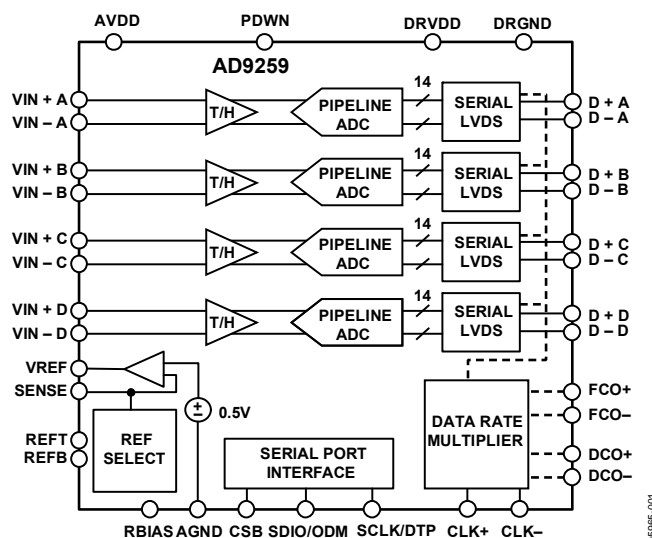 AVDD PDWN DRVDD DRGND
AD9259
VIN + A
VIN – A
T/H
PIPELINE
ADC
14
SERIAL
LVDS
D + A
D – A
VIN + B
VIN – B
T/H
PIPELINE
ADC
14
SERIAL
LVDS
D + B
D – B
VIN + C
VIN – C
T/H
PIPELINE
ADC
14
SERIAL
LVDS
D + C
D – C
VIN + D
VIN – D
T/H
PIPELINE
ADC
14
SERIAL
LVDS
D + D
D – D
VREF
SENSE
+
–
0.5V
REFT
REFB
REF
SELECT
SERIAL PORT
INTERFACE
DATA RATE
MULTIPLIER
FCO+
FCO–
DCO+
DCO–
RBIAS AGND CSB SDIO/ODM SCLK/DTP CLK+ CLK–